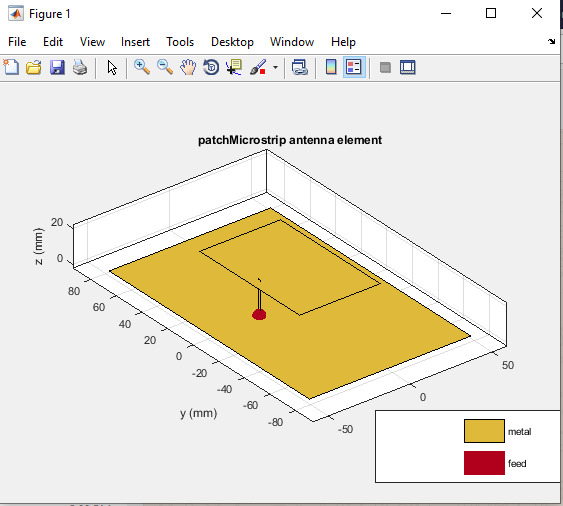 Figure 1
File Edit View Insert Tools Desktop Window Help
patchMicrostrip antenna element
z (mm)
20
0
80
60
40
20
0
-20
-40
-60
-80
y (mm)
-50
0
50
metal
feed